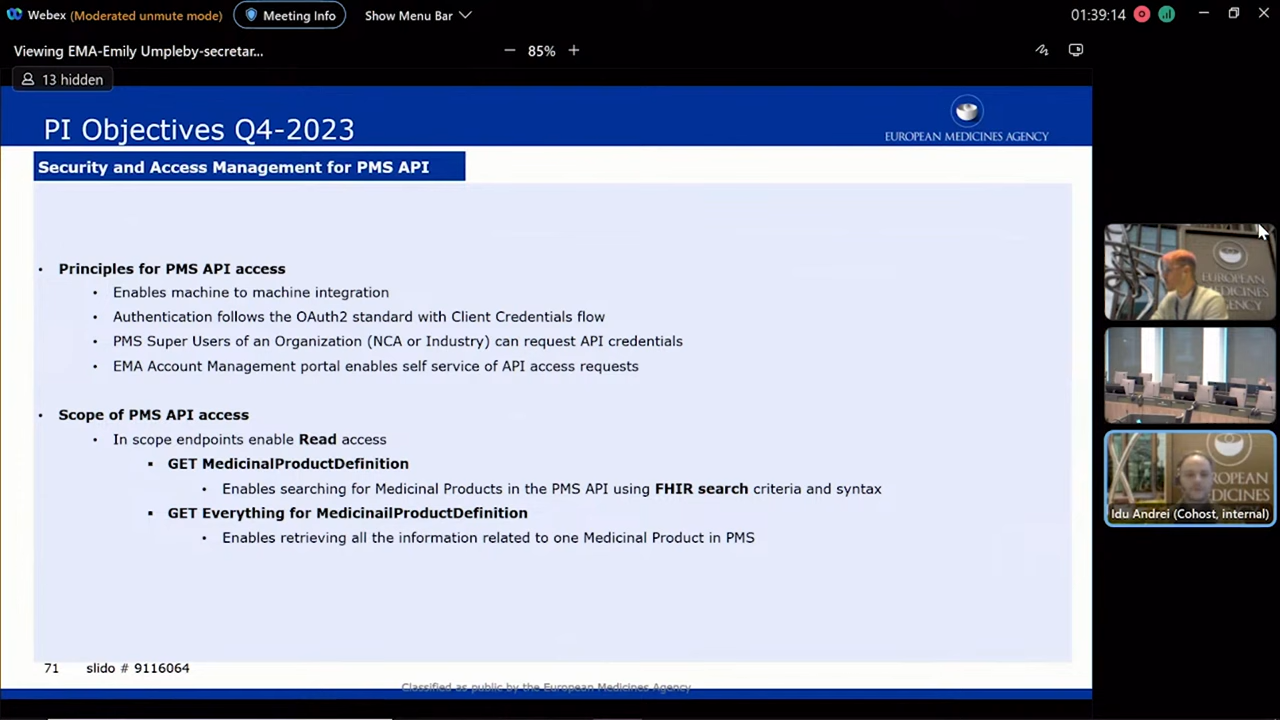 Webex (Moderated unmute mode) Meeting Info Show Menu Bar 01:39:14
Viewing EMA-Emily Umpleby-secretar... 85%
13 hidden
PI Objectives Q4-2023
EUROPEAN MEDICINES AGENCY
Security and Access Management for PMS API
• Principles for PMS API access
• Enables machine to machine integration
• Authentication follows the OAuth2 standard with Client Credentials flow
• PMS Super Users of an Organization (NCA or Industry) can request API credentials
• EMA Account Management portal enables self service of API access requests
• Scope of PMS API access
• In scope endpoints enable Read access
▪ GET MedicinalProductDefinition
• Enables searching for Medicinal Products in the PMS API using FHIR search criteria and syntax
▪ GET Everything for MedicinailProductDefinition
• Enables retrieving all the information related to one Medicinal Product in PMS
71 slido # 9116064
Classified as public by the European Medicines Agency
EUROPEAN
MEDICINES
AGENCY
Idu Andrei (Cohost, internal)